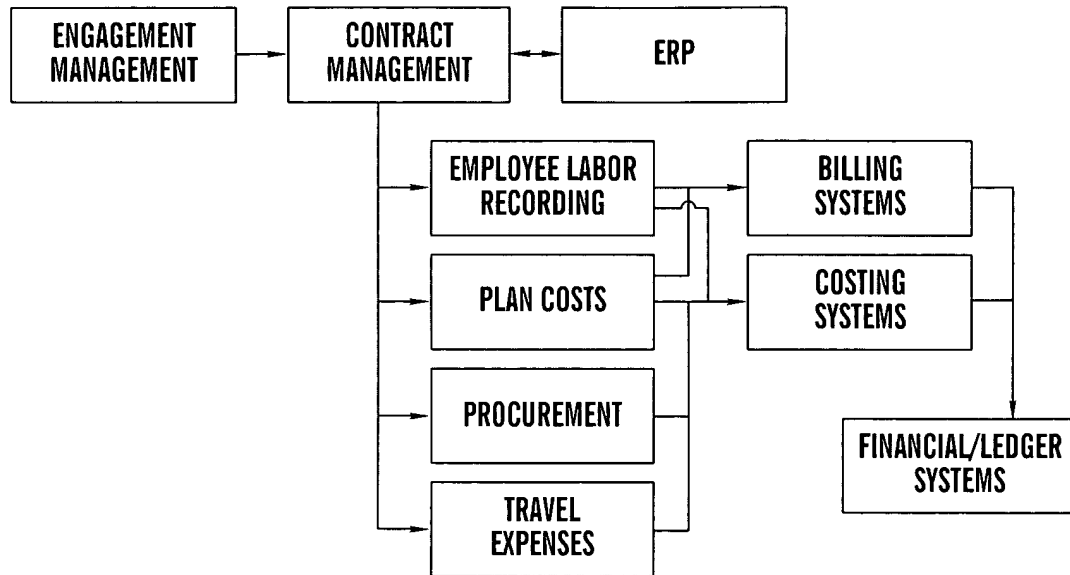 ENGAGEMENT
MANAGEMENT
CONTRACT
MANAGEMENT
ERP
EMPLOYEE LABOR
RECORDING
BILLING
SYSTEMS
PLAN COSTS
COSTING
SYSTEMS
PROCUREMENT
FINANCIAL/LEDGER
SYSTEMS
TRAVEL
EXPENSES